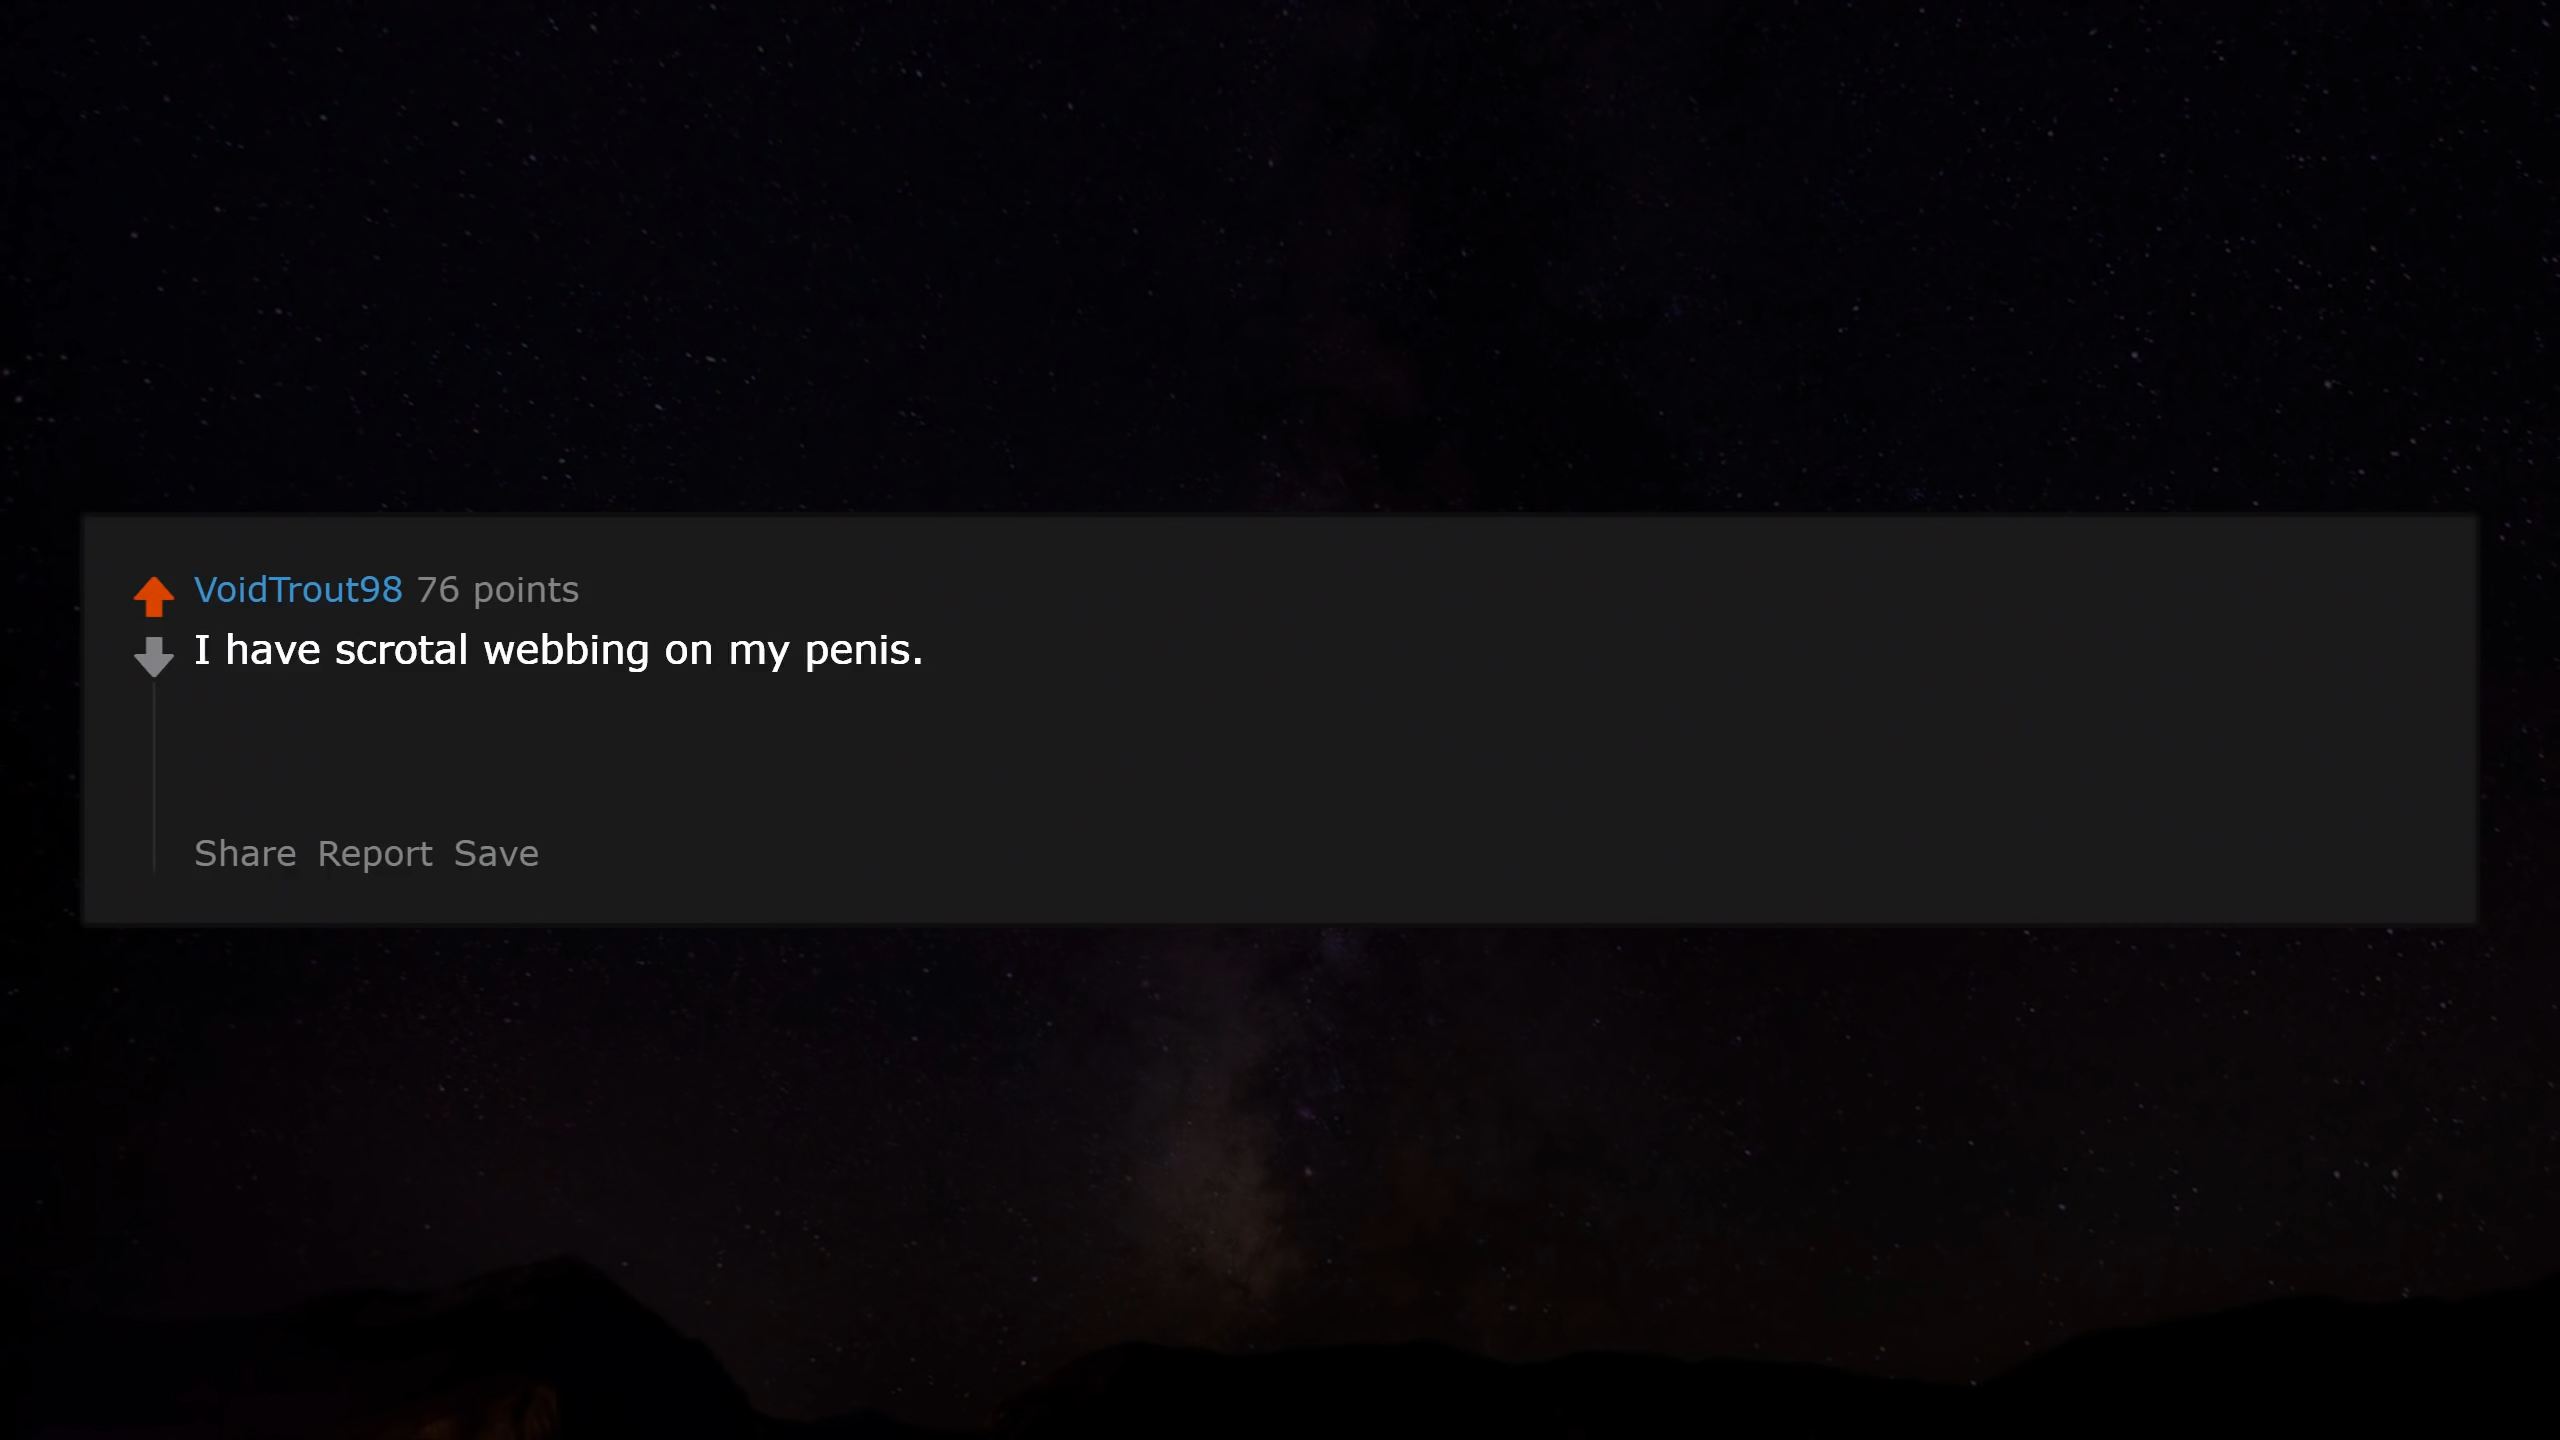 VoidTrout98 76 points
I have scrotal webbing on my penis.
Share Report Save